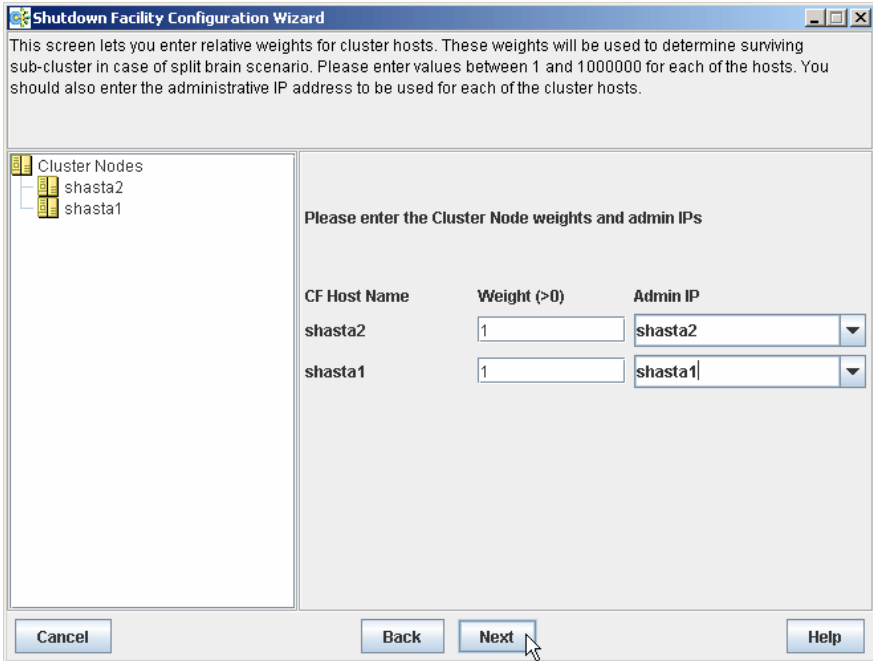 Shutdown Facility Configuration Wizard
This screen lets you enter relative weights for cluster hosts. These weights will be used to determine surviving
sub-cluster in case of split brain scenario. Please enter values between 1 and 1000000 for each of the hosts. You
should also enter the administrative IP address to be used for each of the cluster hosts.
Cluster Nodes
shasta2
shasta1
Please enter the Cluster Node weights and admin IPs
CF Host Name Weight (>0) Admin IP
shasta2 1 shasta2
shasta1 1 shasta1
Cancel Back Next Help